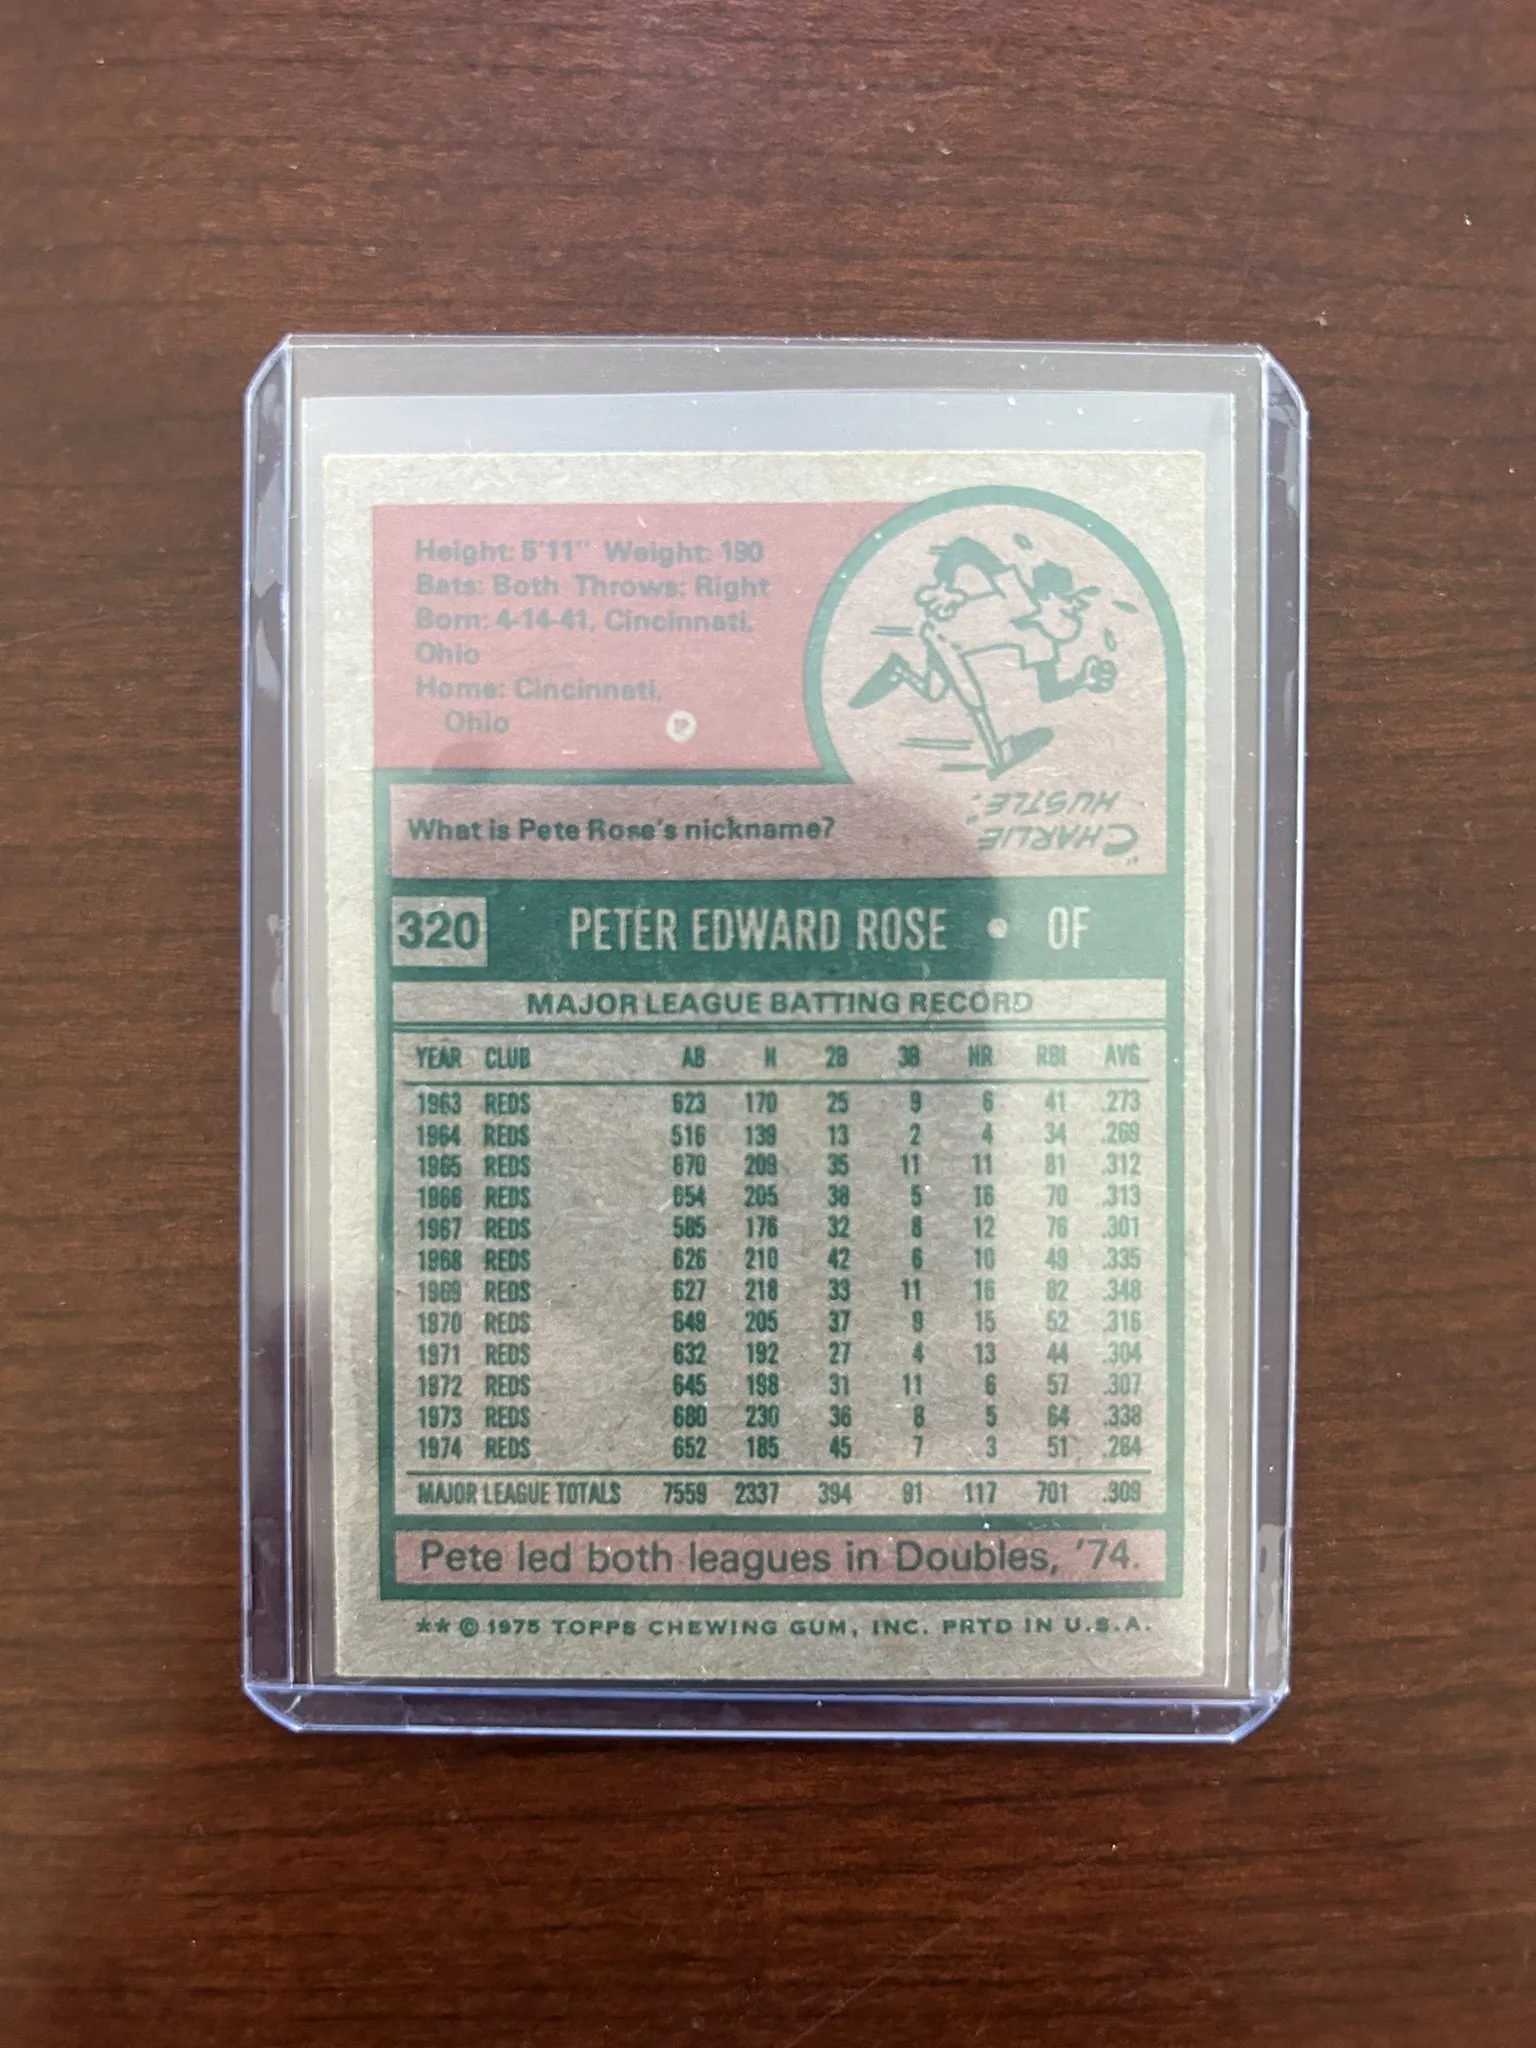 Height: 5'11" Weight: 190
Bats: Both Throws: Right
Born: 4-14-41, Cincinnati,
Ohio
Home: Cincinnati,
Ohio
What is Pete Rose's nickname?
"CHARLIE
HUSTLE."
320 PETER EDWARD ROSE • OF
MAJOR LEAGUE BATTING RECORD
YEAR CLUB AB H 2B 3B HR RBI AVG
1963 REDS 623 170 25 9 6 41 .273
1964 REDS 516 139 13 2 4 34 .269
1965 REDS 670 209 35 11 11 81 .312
1966 REDS 654 205 38 5 16 70 .313
1967 REDS 585 176 32 8 12 76 .301
1968 REDS 626 210 42 6 10 49 .335
1969 REDS 627 218 33 11 16 82 .348
1970 REDS 649 205 37 9 15 52 .316
1971 REDS 632 192 27 4 13 44 .304
1972 REDS 645 198 31 11 6 57 .307
1973 REDS 680 230 36 8 5 64 .338
1974 REDS 652 185 45 7 3 51 .284
MAJOR LEAGUE TOTALS 7559 2337 394 91 117 701 .309
Pete led both leagues in Doubles, '74.
** © 1975 TOPPS CHEWING GUM, INC. PRTD IN U.S.A.